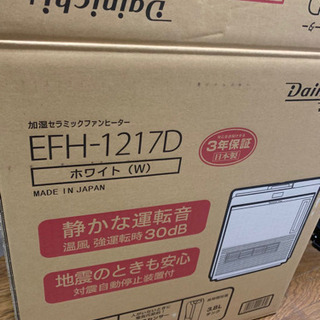 Dainichi
加湿セラミックファンヒーター
EFH-1217D
ホワイト(W)
MADE IN JAPAN
3年保証
日本製
Dai
静かな運転音
温風 強運転時30dB
地震のときも安心
対震自動停止装置付